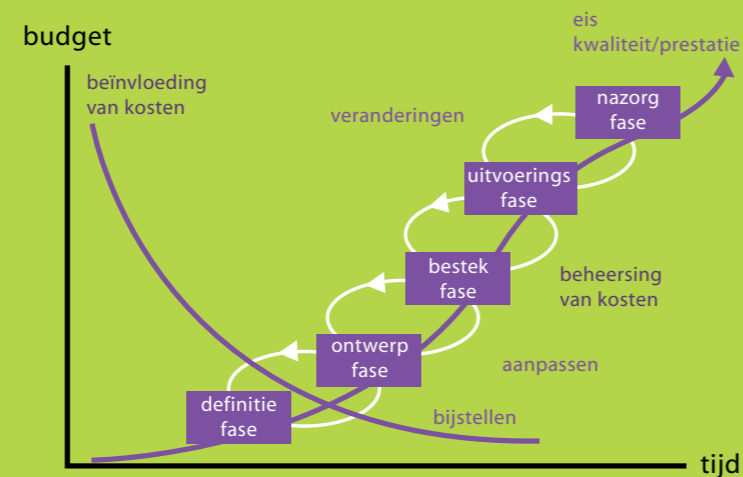 eis
kwaliteit/prestatie
budget
beïnvloeding
van kosten
veranderingen
nazorg
fase
uitvoerings
fase
bestek
fase
beheersing
van kosten
ontwerp
fase
aanpassen
definitie
fase
bijstellen
tijd